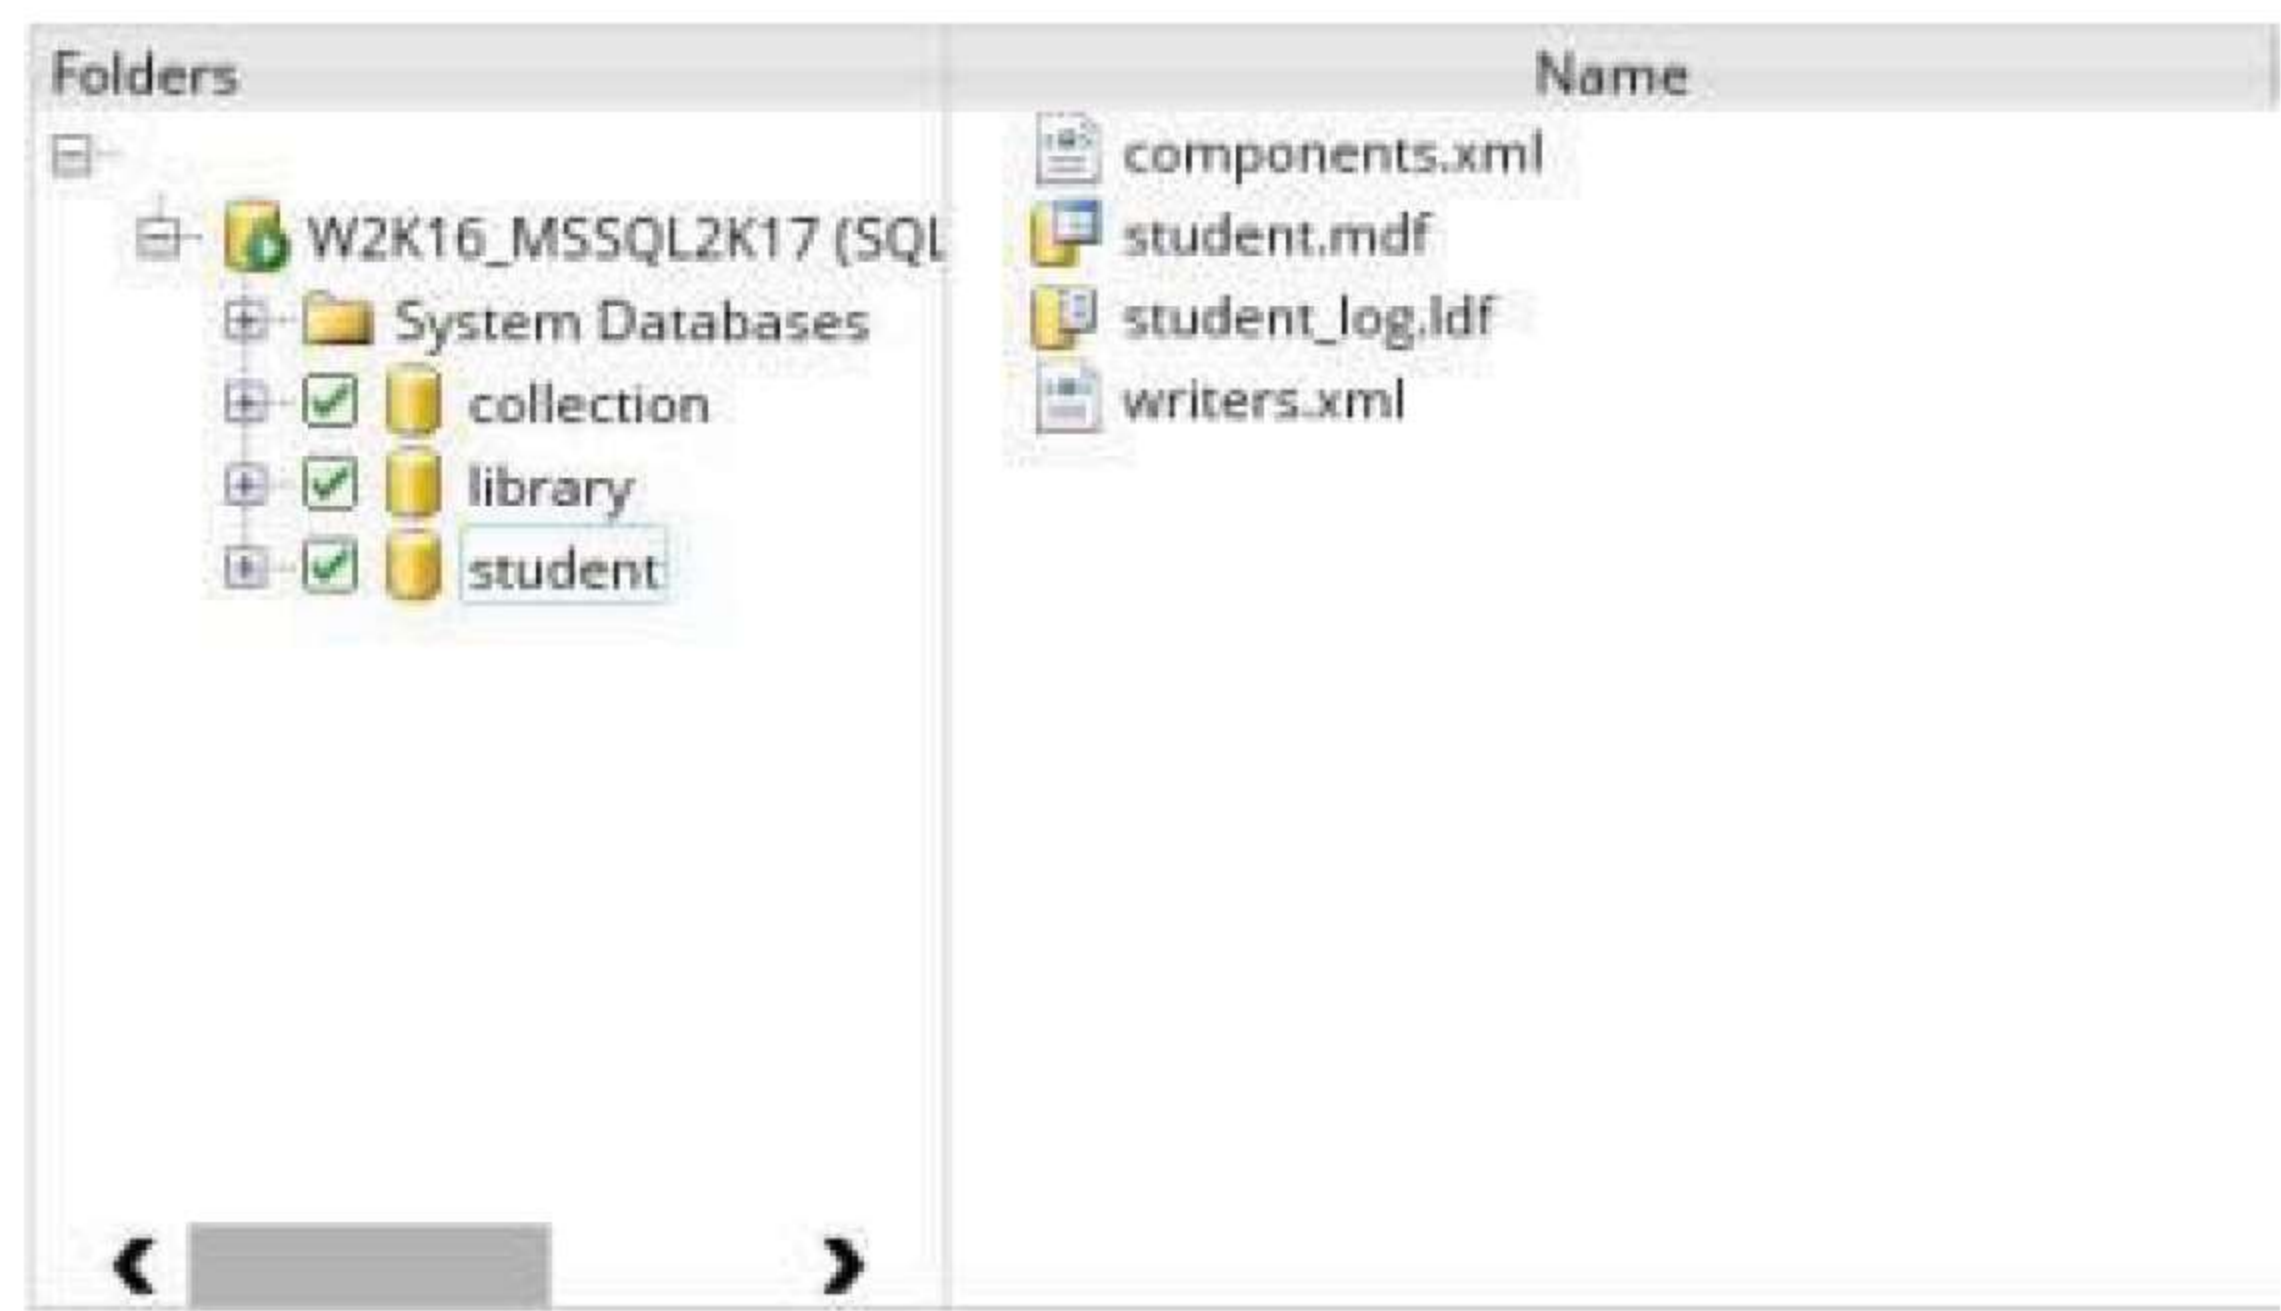 Folders
Name
W2K16_MSSQL2K17 (SQL
System Databases
collection
library
student
components.xml
student.mdf
student_log.ldf
writers.xml